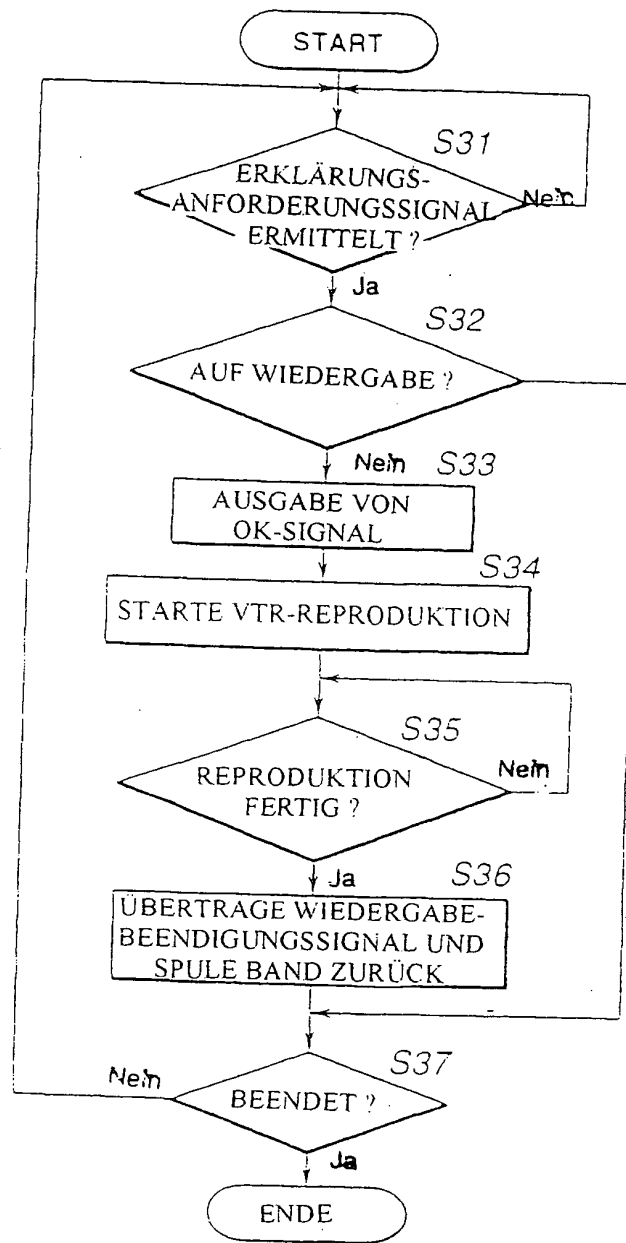 START
S31
ERKLÄRUNGS-
ANFORDERUNGSSIGNAL
ERMITTELT ?
Nein
Ja
S32
AUF WIEDERGABE ?
Nein
S33
AUSGABE VON
OK-SIGNAL
S34
STARTE VTR-REPRODUKTION
S35
REPRODUKTION
FERTIG ?
Nein
Ja
S36
ÜBERTRAGE WIEDERGABE-
BEENDIGUNGSSIGNAL UND
SPULE BAND ZURÜCK
S37
Nein
BEENDET ?
Ja
ENDE